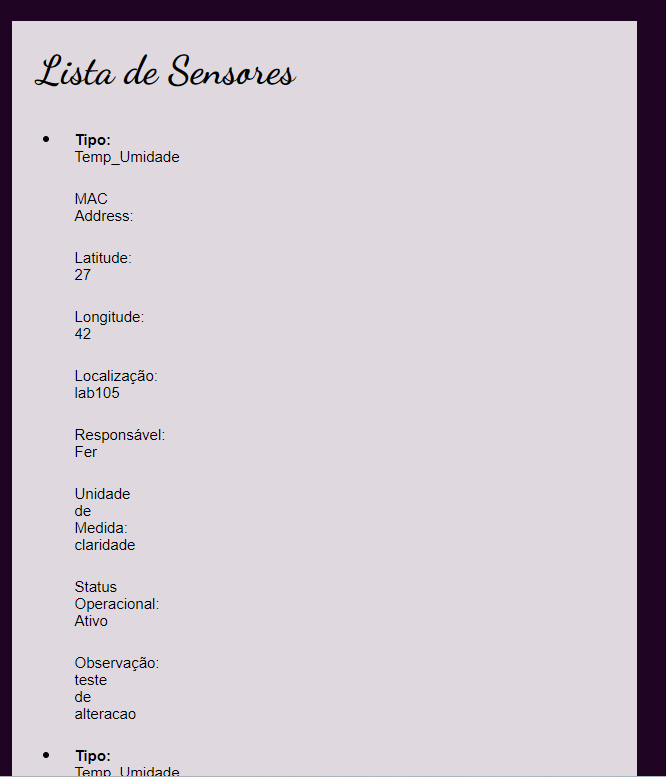 Lista de Sensores
Tipo:
Temp_Umidade
MAC
Address:
Latitude:
27
Longitude:
42
Localização:
lab105
Responsável:
Fer
Unidade
de
Medida:
claridade
Status
Operacional:
Ativo
Observação:
teste
de
alteracao
Tipo:
Temp_Umidade